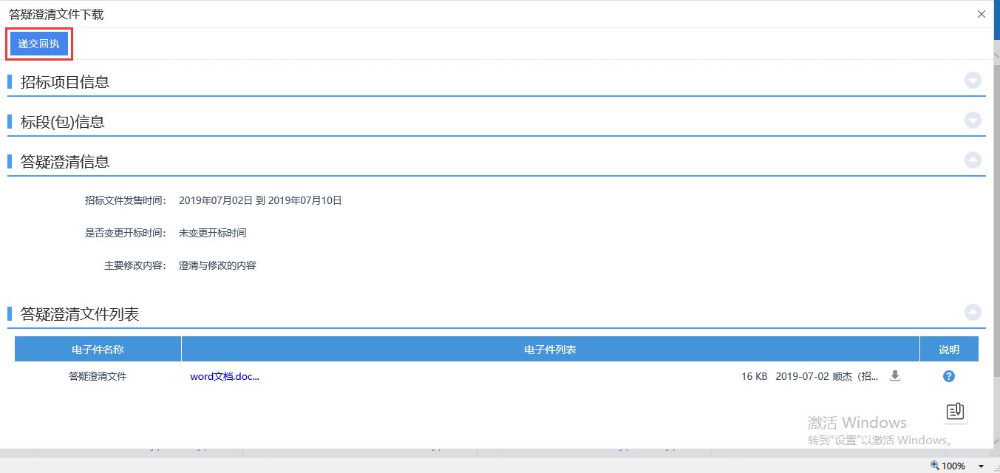 答疑澄清文件下载
递交回执
招标项目信息
标段(包)信息
答疑澄清信息
招标文件发售时间： 2019年07月02日 到 2019年07月10日
是否变更开标时间： 未变更开标时间
主要修改内容： 澄清与修改的内容
答疑澄清文件列表
电子件名称 电子件列表 说明
答疑澄清文件 word文档.doc... 16 KB 2019-07-02 顺杰（招...
激活 Windows
转到"设置"以激活 Windows。
100%